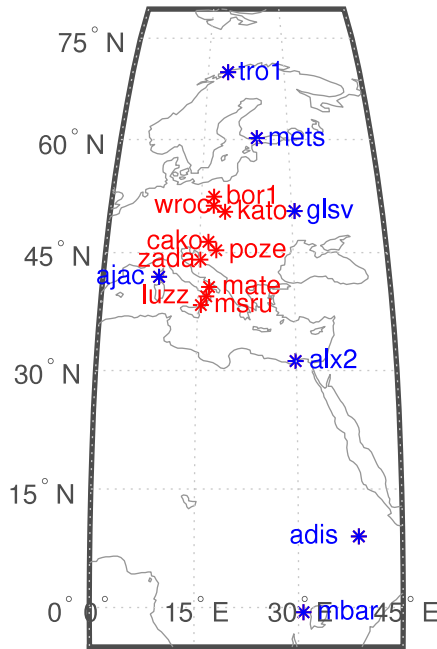 75° N
tro1
60° N
mets
bor1
wroc
kato
glsv
cako
poze
45° N
zada
ajac
mate
luzz
msru
alx2
30° N
15° N
adis
0° N
0° E
15° E
30° E
mbar
45° E